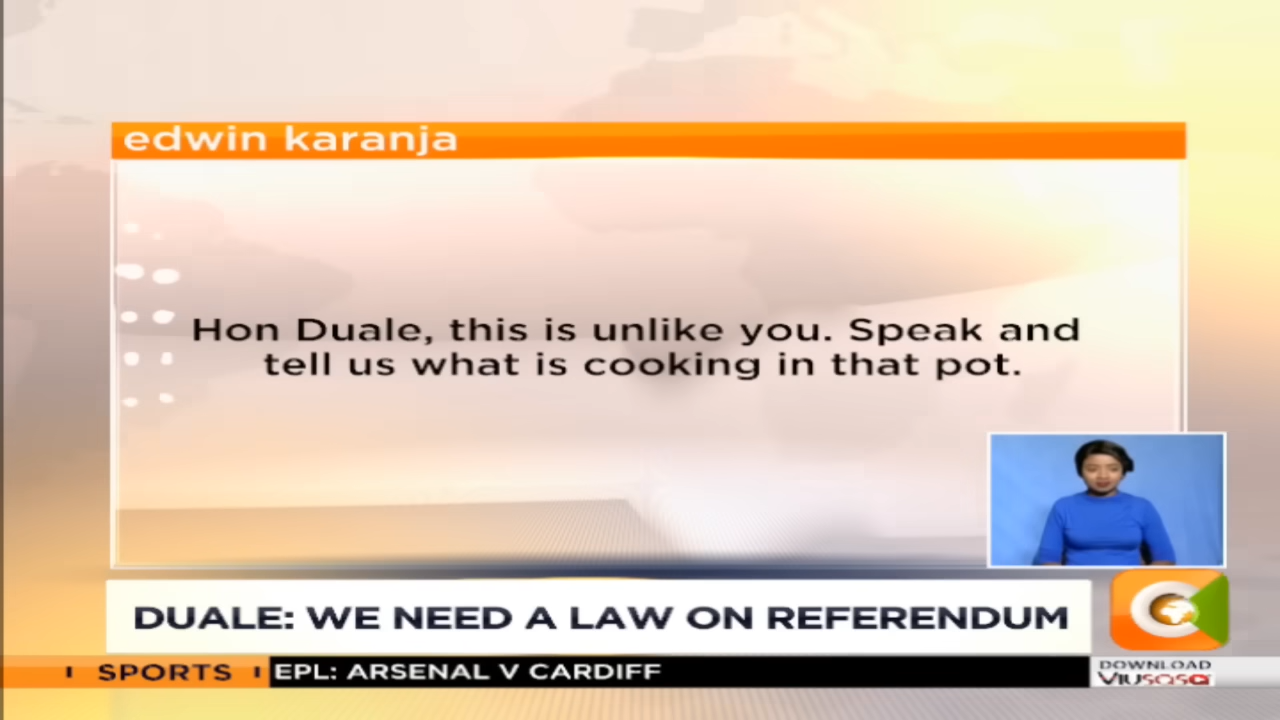 edwin karanja
Hon Duale, this is unlike you. Speak and
tell us what is cooking in that pot.
DUALE: WE NEED A LAW ON REFERENDUM
SPORTS EPL: ARSENAL V CARDIFF
DOWNLOAD
VIUSASA